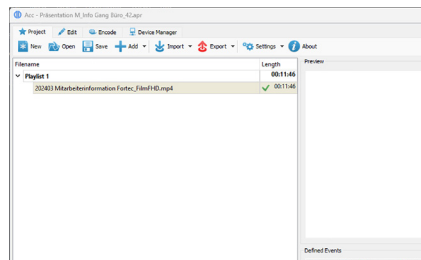 Acc - Présentation M_Info Gang Büro_42.apr
Project Edit Encode Device Manager
New Open Save Add Import Export Settings About
Filename Length Preview
Playlist 1 00:11:46
202403 Mitarbeiterinformation Fortec_FilmFHD.mp4 00:11:46
Defined Events